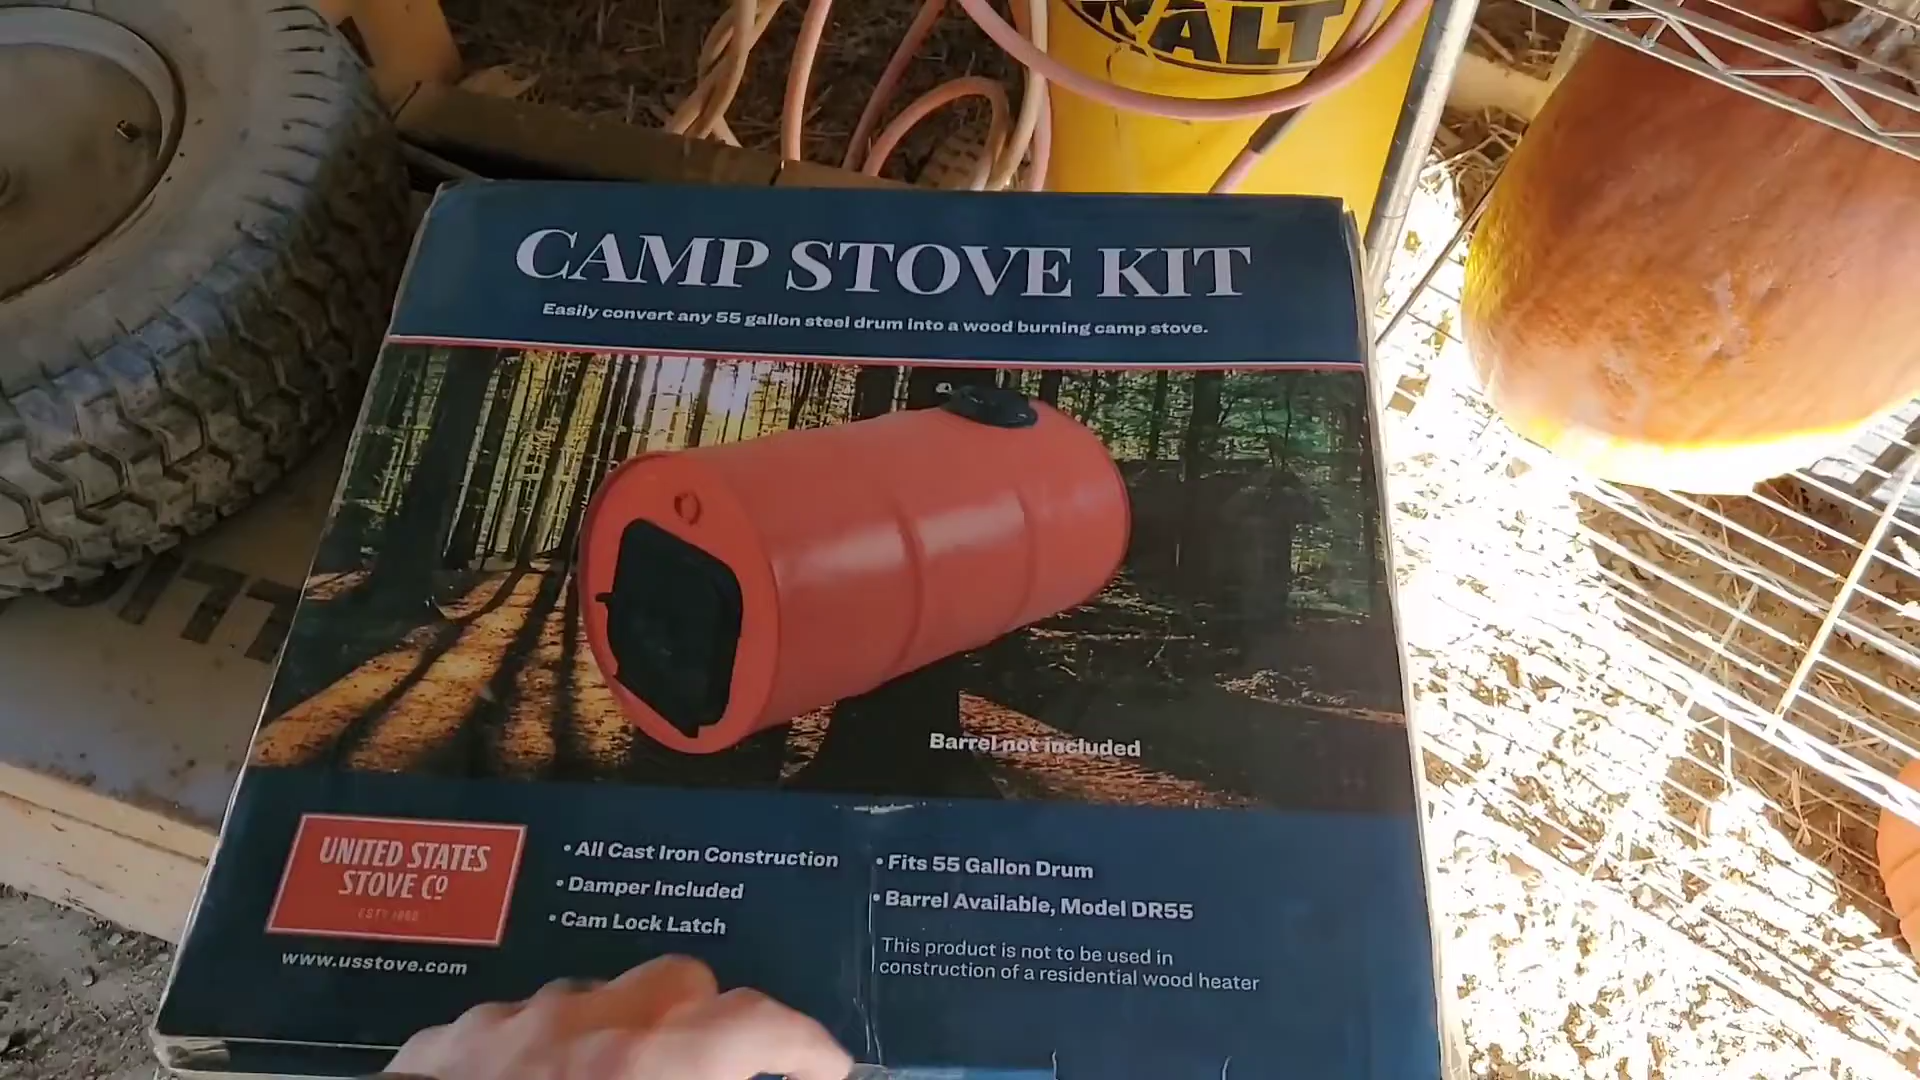 ALT
CAMP STOVE KIT
Easily convert any 55 gallon steel drum into a wood burning camp stove.
Barrel not included
UNITED STATES
STOVE CO
• All Cast Iron Construction
• Damper Included
• Cam Lock Latch
• Fits 55 Gallon Drum
• Barrel Available, Model DR55
This product is not to be used in
construction of a residential wood heater
www.usstove.com